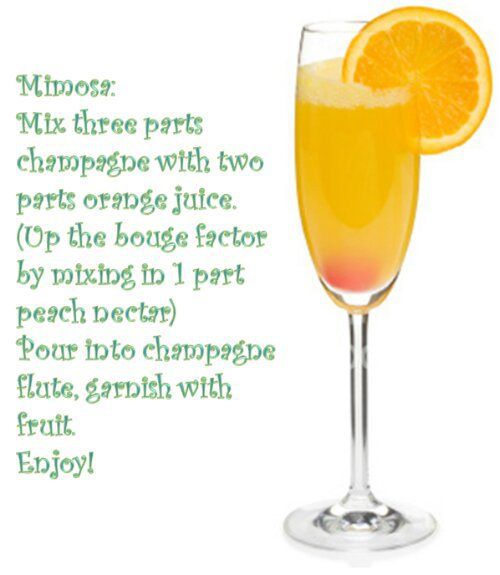 Mimosa:
Mix three parts
champagne with two
parts orange juice.
(Up the bouge factor
by mixing in 1 part
peach nectar)
Pour into champagne
flute, garnish with
fruit.
Enjoy!